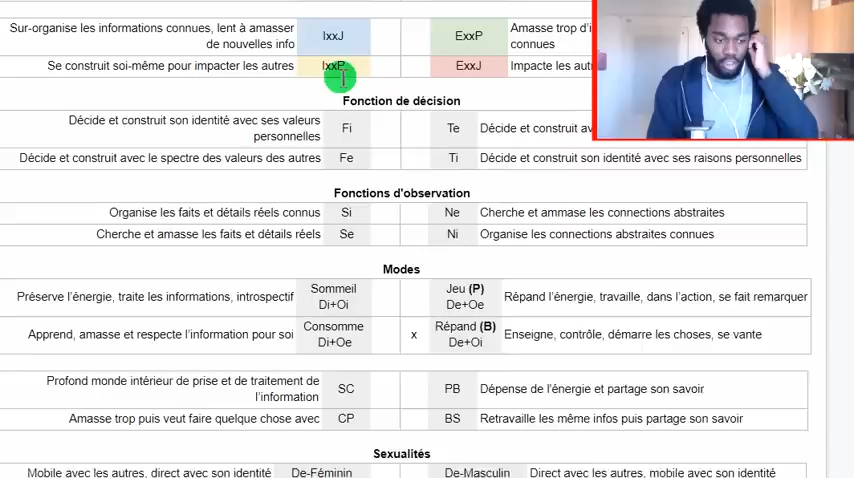 Sur-organise les informations connues, lent à amasser
de nouvelles info
IxxJ
ExxP
Amasse trop
connues
Se construit soi-même pour impacter les autres
IxxP
ExxJ
Impacte les
Fonction de décision
Décide et construit son identité avec ses valeurs
personnelles
Fi
Te
Décide et construit
Décide et construit avec le spectre des valeurs des autres
Fe
Ti
Décide et construit son identité avec ses raisons personnelles
Fonctions d'observation
Organise les faits et détails réels connus
Si
Ne
Cherche et ammase les connections abstraites
Cherche et amasse les faits et détails réels
Se
Ni
Organise les connections abstraites connues
Modes
Préserve l'énergie, traite les informations, introspectif
Sommeil
Di+Oi
Jeu (P)
De+Oe
Répand l'énergie, travaille, dans l'action, se fait remarquer
Apprend, amasse et respecte l'information pour soi
Consomme
Di+Oe
x
Répand (B)
De+Oi
Enseigne, contrôle, démarre les choses, se vante
Profond monde intérieur de prise et de traitement de
l'information
SC
PB
Dépense de l'énergie et partage son savoir
Amasse trop puis veut faire quelque chose avec
CP
BS
Retravaille les même infos puis partage son savoir
Sexualités
Mobile avec les autres, direct avec son identité
De-Féminin
De-Masculin
Direct avec les autres, mobile avec son identité